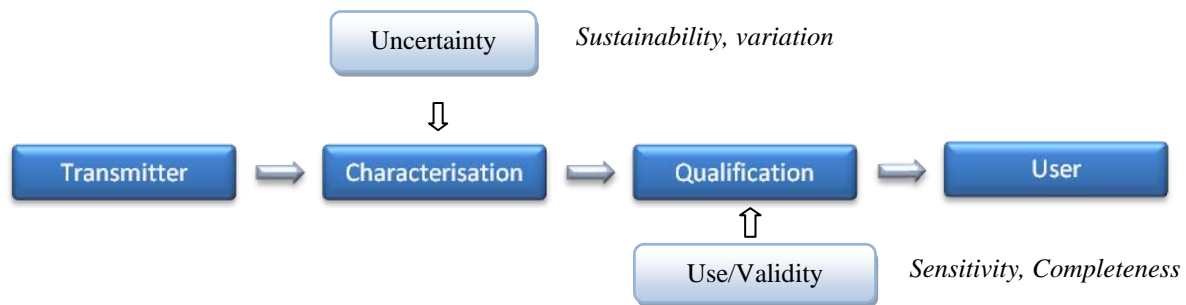 Uncertainty
Sustainability, variation
Transmitter
Characterisation
Qualification
User
Use/Validity
Sensitivity, Completeness